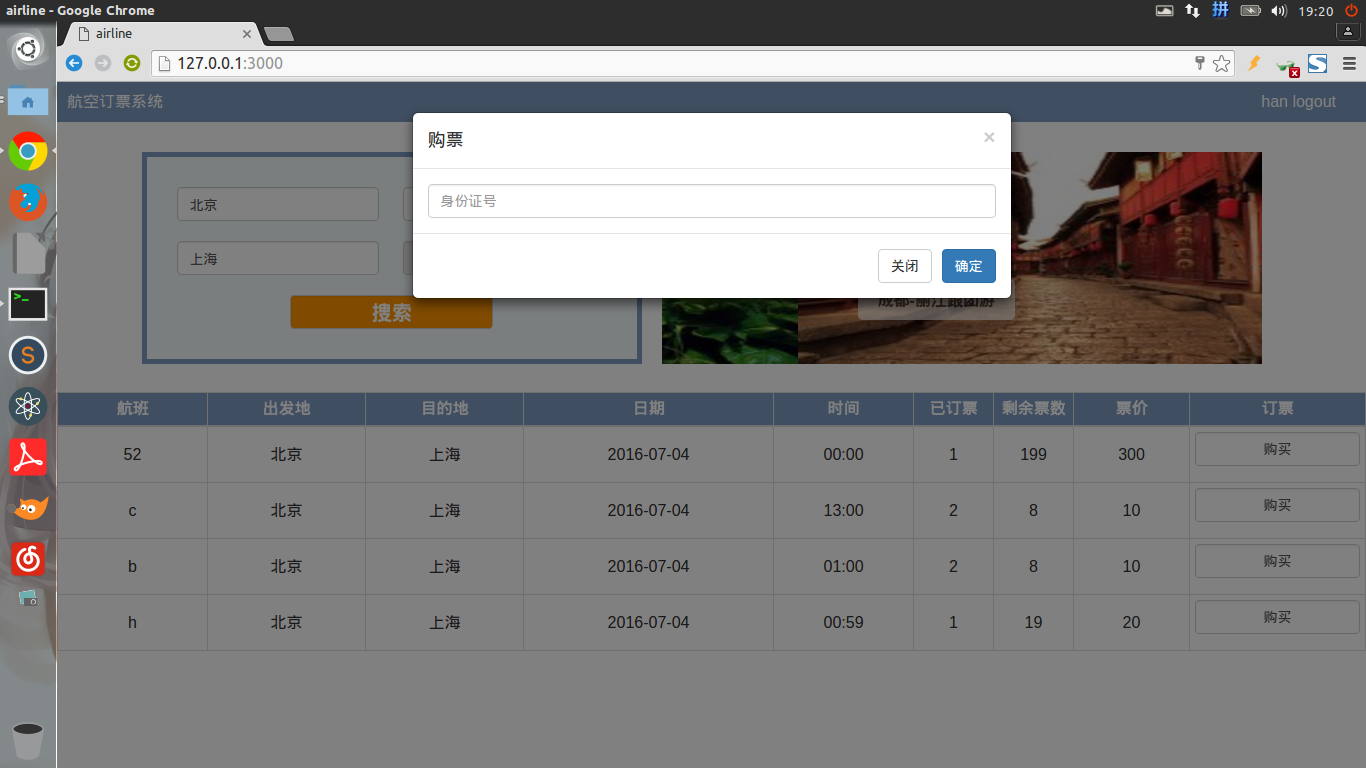 airline - Google Chrome
19:20
airline
127.0.0.1:3000
航空订票系统
han logout
购票
×
身份证号
关闭
确定
北京
上海
搜索
成都-丽江跟团游
航班 出发地 目的地 日期 时间 已订票 剩余票数 票价 订票
52 北京 上海 2016-07-04 00:00 1 199 300 购买
c 北京 上海 2016-07-04 13:00 2 8 10 购买
b 北京 上海 2016-07-04 01:00 2 8 10 购买
h 北京 上海 2016-07-04 00:59 1 19 20 购买